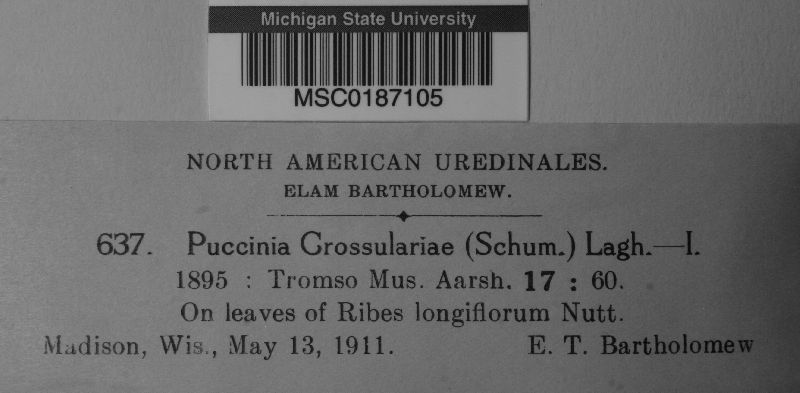 Michigan State University
MSC0187105
NORTH AMERICAN UREDINALES.
ELAM BARTHOLOMEW.
637. Puccinia Grossulariae (Schum.) Lagh.—I.
1895 : Tromso Mus. Aarsh. 17 : 60.
On leaves of Ribes longiflorum Nutt.
Madison, Wis., May 13, 1911. E. T. Bartholomew